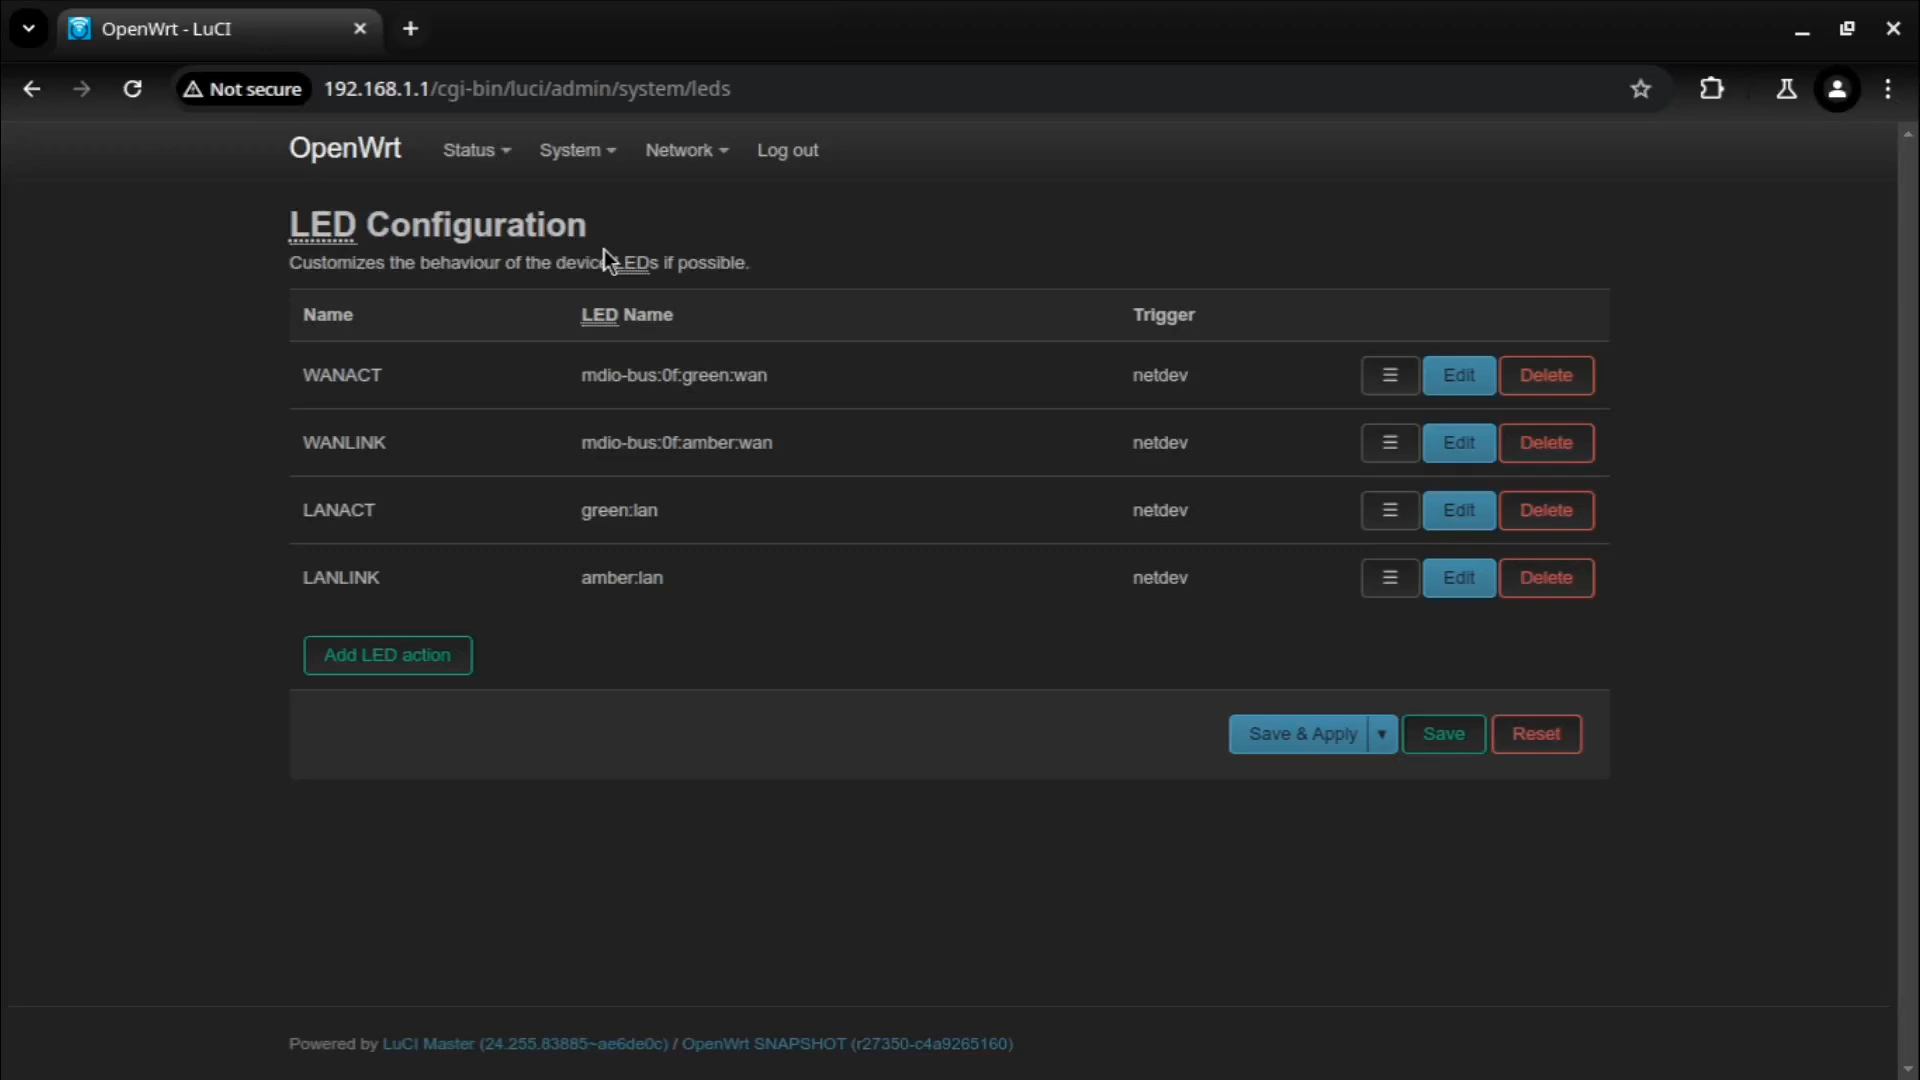 OpenWrt - LuCI
Not secure 192.168.1.1/cgi-bin/luci/admin/system/leds
OpenWrt Status System Network Log out
LED Configuration
Customizes the behaviour of the device LEDs if possible.
Name LED Name Trigger
WANACT mdio-bus:0f:green:wan netdev Edit Delete
WANLINK mdio-bus:0f:amber:wan netdev Edit Delete
LANACT green:lan netdev Edit Delete
LANLINK amber:lan netdev Edit Delete
Add LED action
Save & Apply Save Reset
Powered by LuCI Master (24.255.83885~ae6de0c) / OpenWrt SNAPSHOT (r27350-c4a9265160)